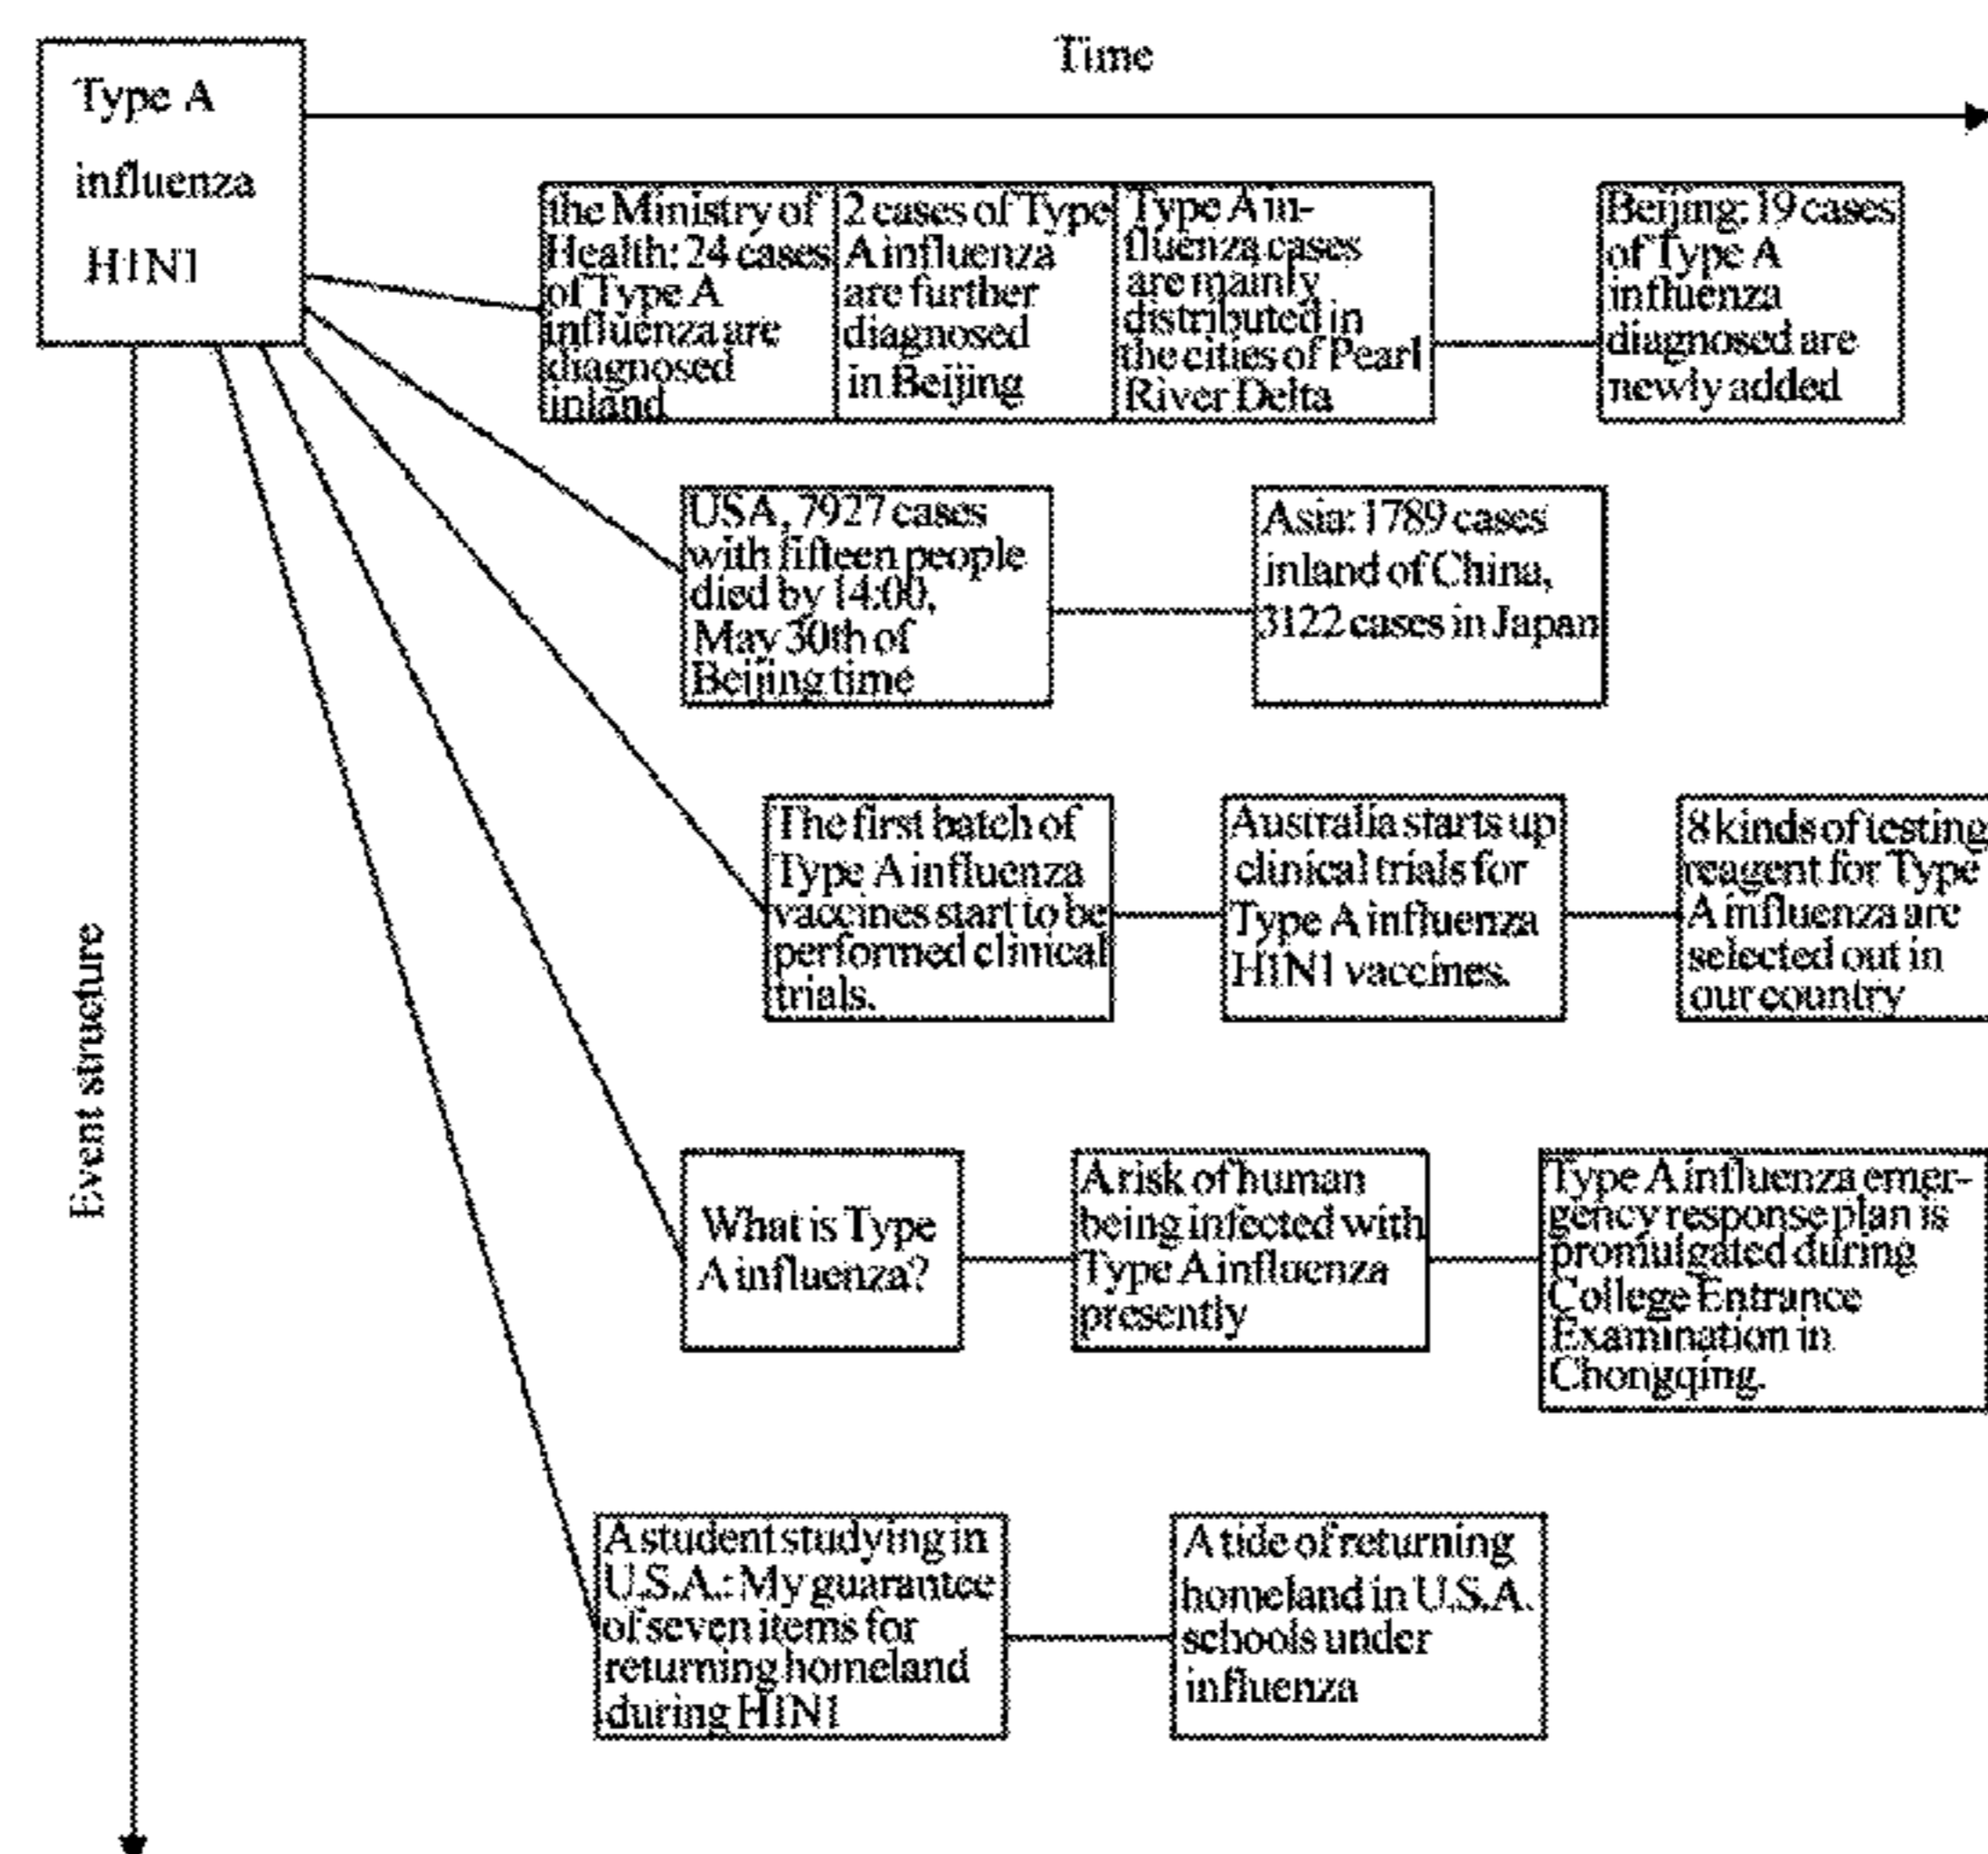 Time
Type A
influenza
H1N1
the Ministry of
Health: 24 cases
of Type A
influenza are
diagnosed
inland
2 cases of Type
A influenza
are further
diagnosed
in Beijing
Type A in-
fluenza cases
are mainly
distributed in
the cities of Pearl
River Delta
Beijing: 19 cases
of Type A
influenza
diagnosed are
newly added
USA, 7927 cases
with fifteen people
died by 14:00,
May 30th of
Beijing time
Asia: 1789 cases
inland of China,
3122 cases in Japan
The first batch of
Type A influenza
vaccines start to be
performed clinical
trials.
Australia starts up
clinical trials for
Type A influenza
H1N1 vaccines.
8 kinds of testing
reagent for Type
A influenza are
selected out in
our country
Event structure
What is Type
A influenza?
A risk of human
being infected with
Type A influenza
presently
Type A influenza emer-
gency response plan is
promulgated during
College Entrance
Examination in
Chongqing.
A student studying in
U.S.A.: My guarantee
of seven items for
returning homeland
during H1N1
A tide of returning
homeland in U.S.A.
schools under
influenza